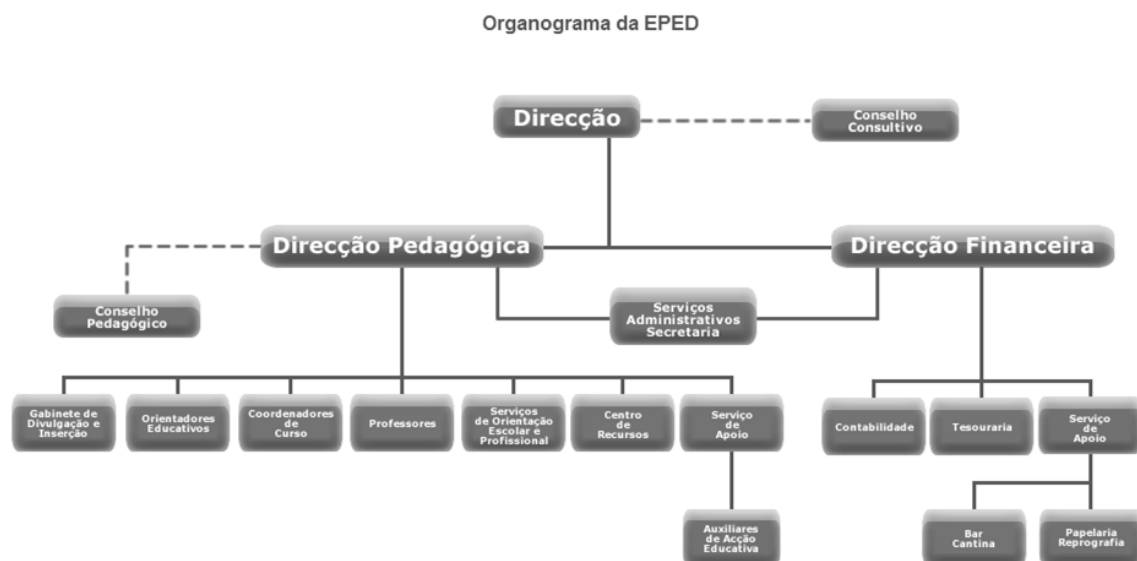 Organograma da EPED
Direcção
Conselho
Consultivo
Direcção Pedagógica
Direcção Financeira
Conselho
Pedagógico
Serviços
Administrativos
Secretaria
Gabinete de
Divulgação e
Inserção
Orientadores
Educativos
Coordenadores
de
Curso
Professores
Serviços
de Orientação
Escolar e
Profissional
Centro
de
Recursos
Serviço
de
Apoio
Contabilidade
Tesouraria
Serviço
de
Apoio
Auxiliares
de Acção
Educativa
Bar
Cantina
Papelaria
Reprografia